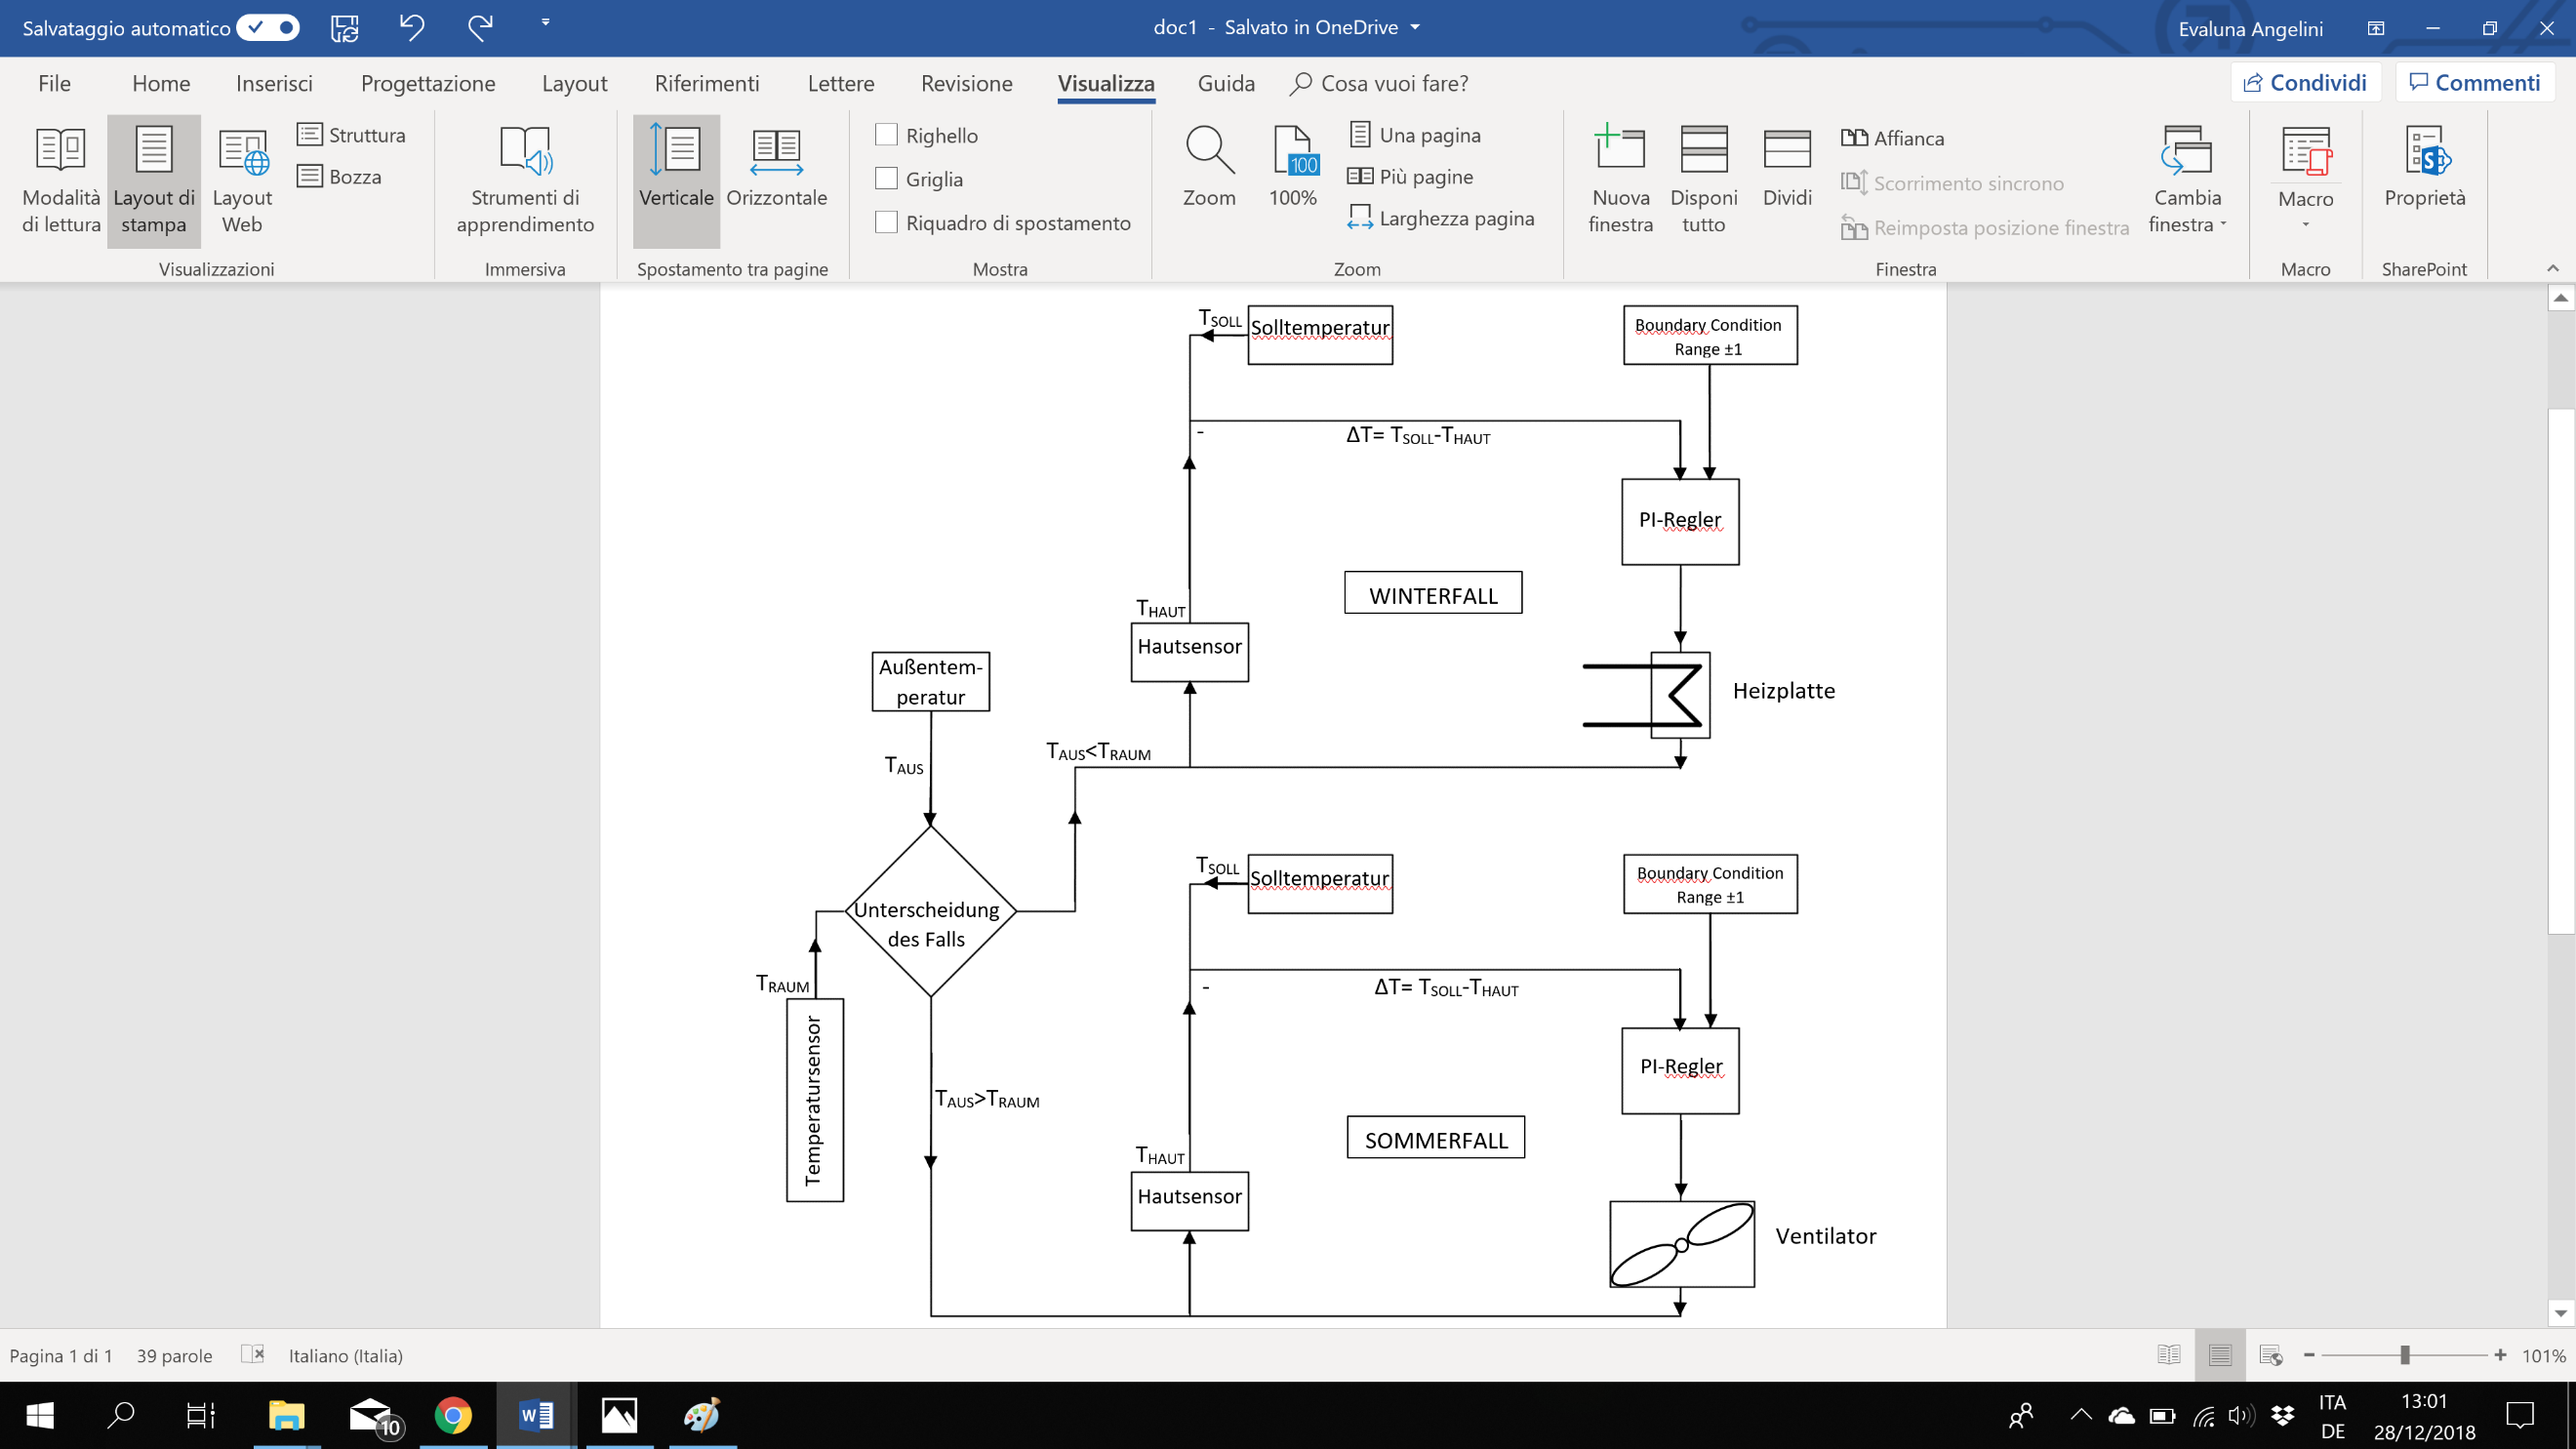 Salvataggio automatico
doc1 - Salvato in OneDrive
Evaluna Angelini
File Home Inserisci Progettazione Layout Riferimenti Lettere Revisione Visualizza Guida Cosa vuoi fare?
Condividi Commenti
Modalità
di lettura
Layout di
stampa
Layout
Web
Struttura
Bozza
Visualizzazioni
Strumenti di
apprendimento
Immersiva
Verticale
Orizzontale
Spostamento tra pagine
Righello
Griglia
Riquadro di spostamento
Mostra
Zoom
100
100%
Una pagina
Più pagine
Larghezza pagina
Zoom
Nuova
finestra
Disponi
tutto
Dividi
Affianca
Scorrimento sincrono
Reimposta posizione finestra
Cambia
finestra
Finestra
Macro
Macro
S
Proprietà
SharePoint
TSOLL
Solltemperatur
Boundary Condition
Range ±1
-
ΔT= TSOLL-THAUT
PI-Regler
WINTERFALL
THAUT
Hautsensor
Außentem-
peratur
Heizplatte
TAUS
TAUS<TRAUM
TSOLL
Solltemperatur
Boundary Condition
Range ±1
Unterscheidung
des Falls
TRAUM
-
ΔT= TSOLL-THAUT
Temperatursensor
PI-Regler
TAUS>TRAUM
SOMMERFALL
THAUT
Hautsensor
Ventilator
Pagina 1 di 1 39 parole Italiano (Italia)
101%
10
W
ITA
DE
13:01
28/12/2018